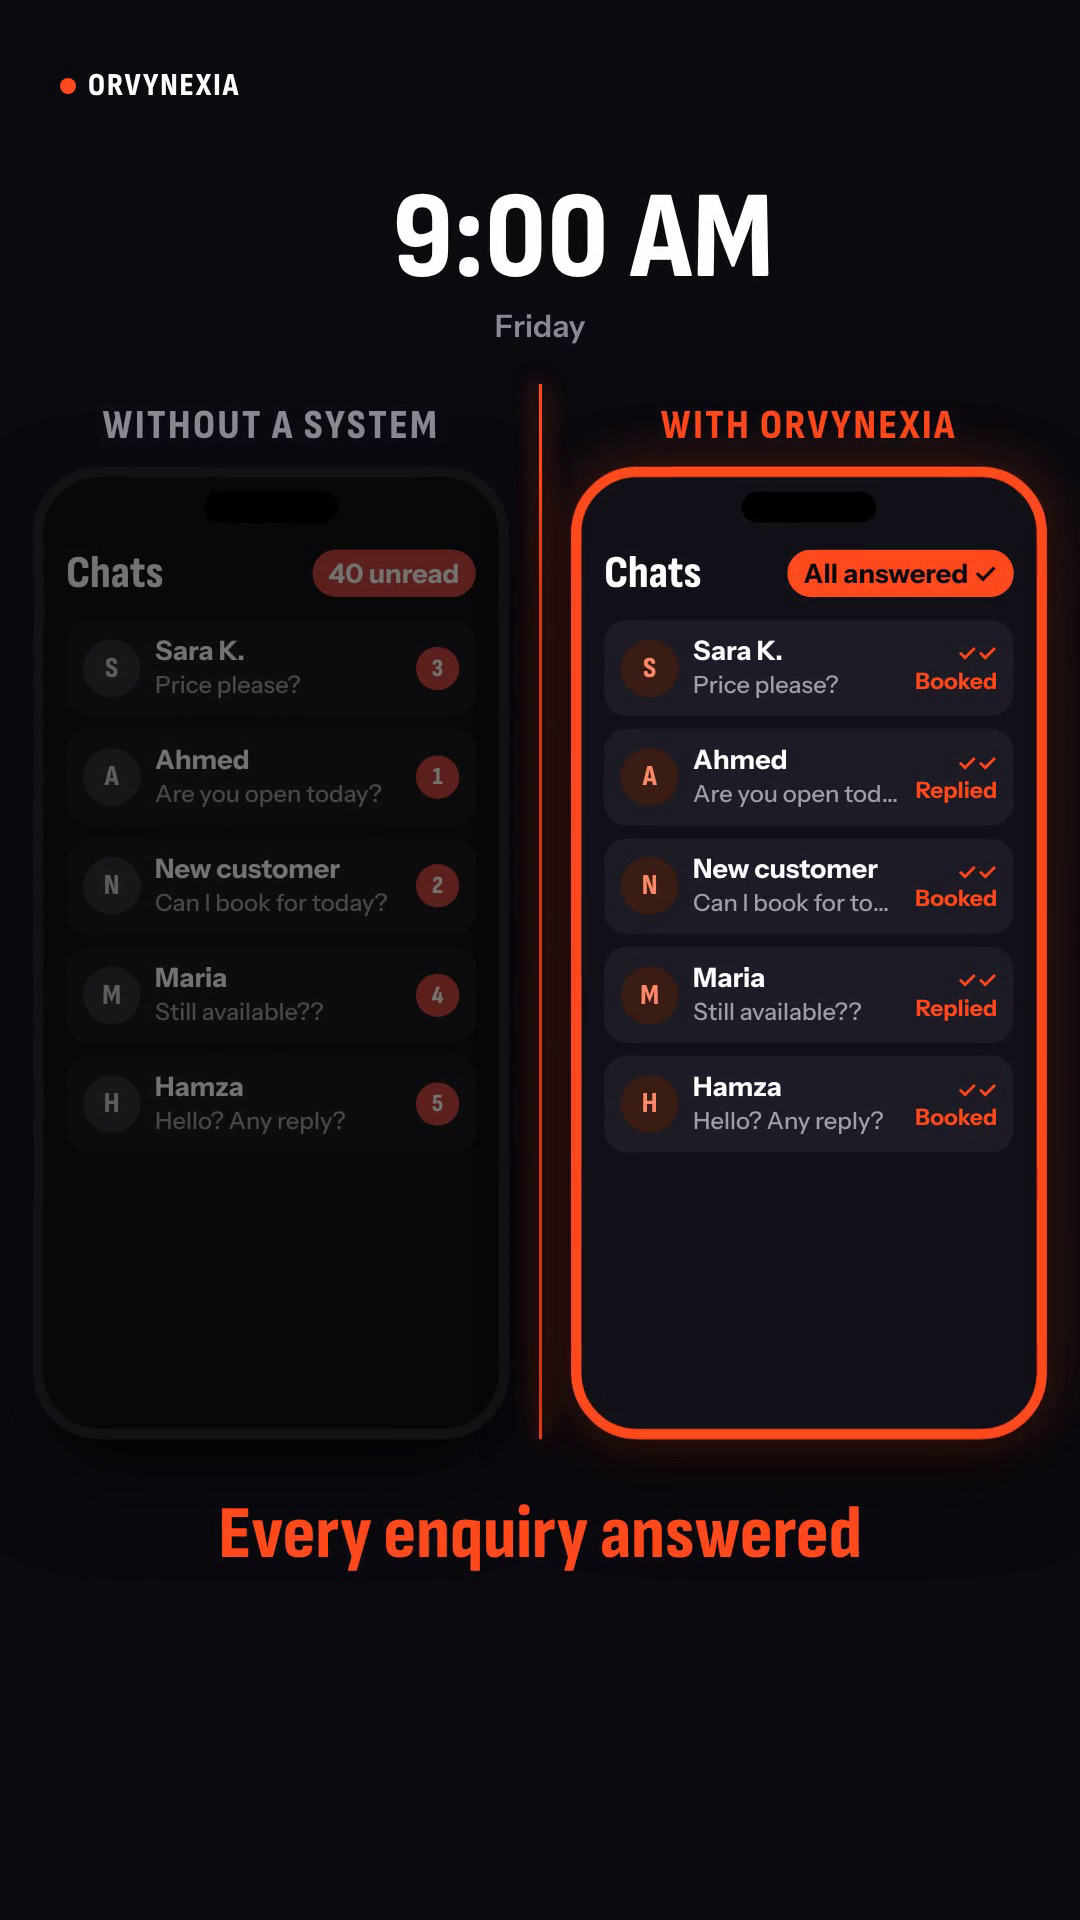 ORVYNEXIA
9:00 AM
Friday
WITHOUT A SYSTEM
Chats
40 unread
S
Sara K.
Price please?
3
A
Ahmed
Are you open today?
1
N
New customer
Can I book for today?
2
M
Maria
Still available??
4
H
Hamza
Hello? Any reply?
5
WITH ORVYNEXIA
Chats
All answered ✓
S
Sara K.
Price please?
✓✓
Booked
A
Ahmed
Are you open tod...
✓✓
Replied
N
New customer
Can I book for to...
✓✓
Booked
M
Maria
Still available??
✓✓
Replied
H
Hamza
Hello? Any reply?
✓✓
Booked
Every enquiry answered